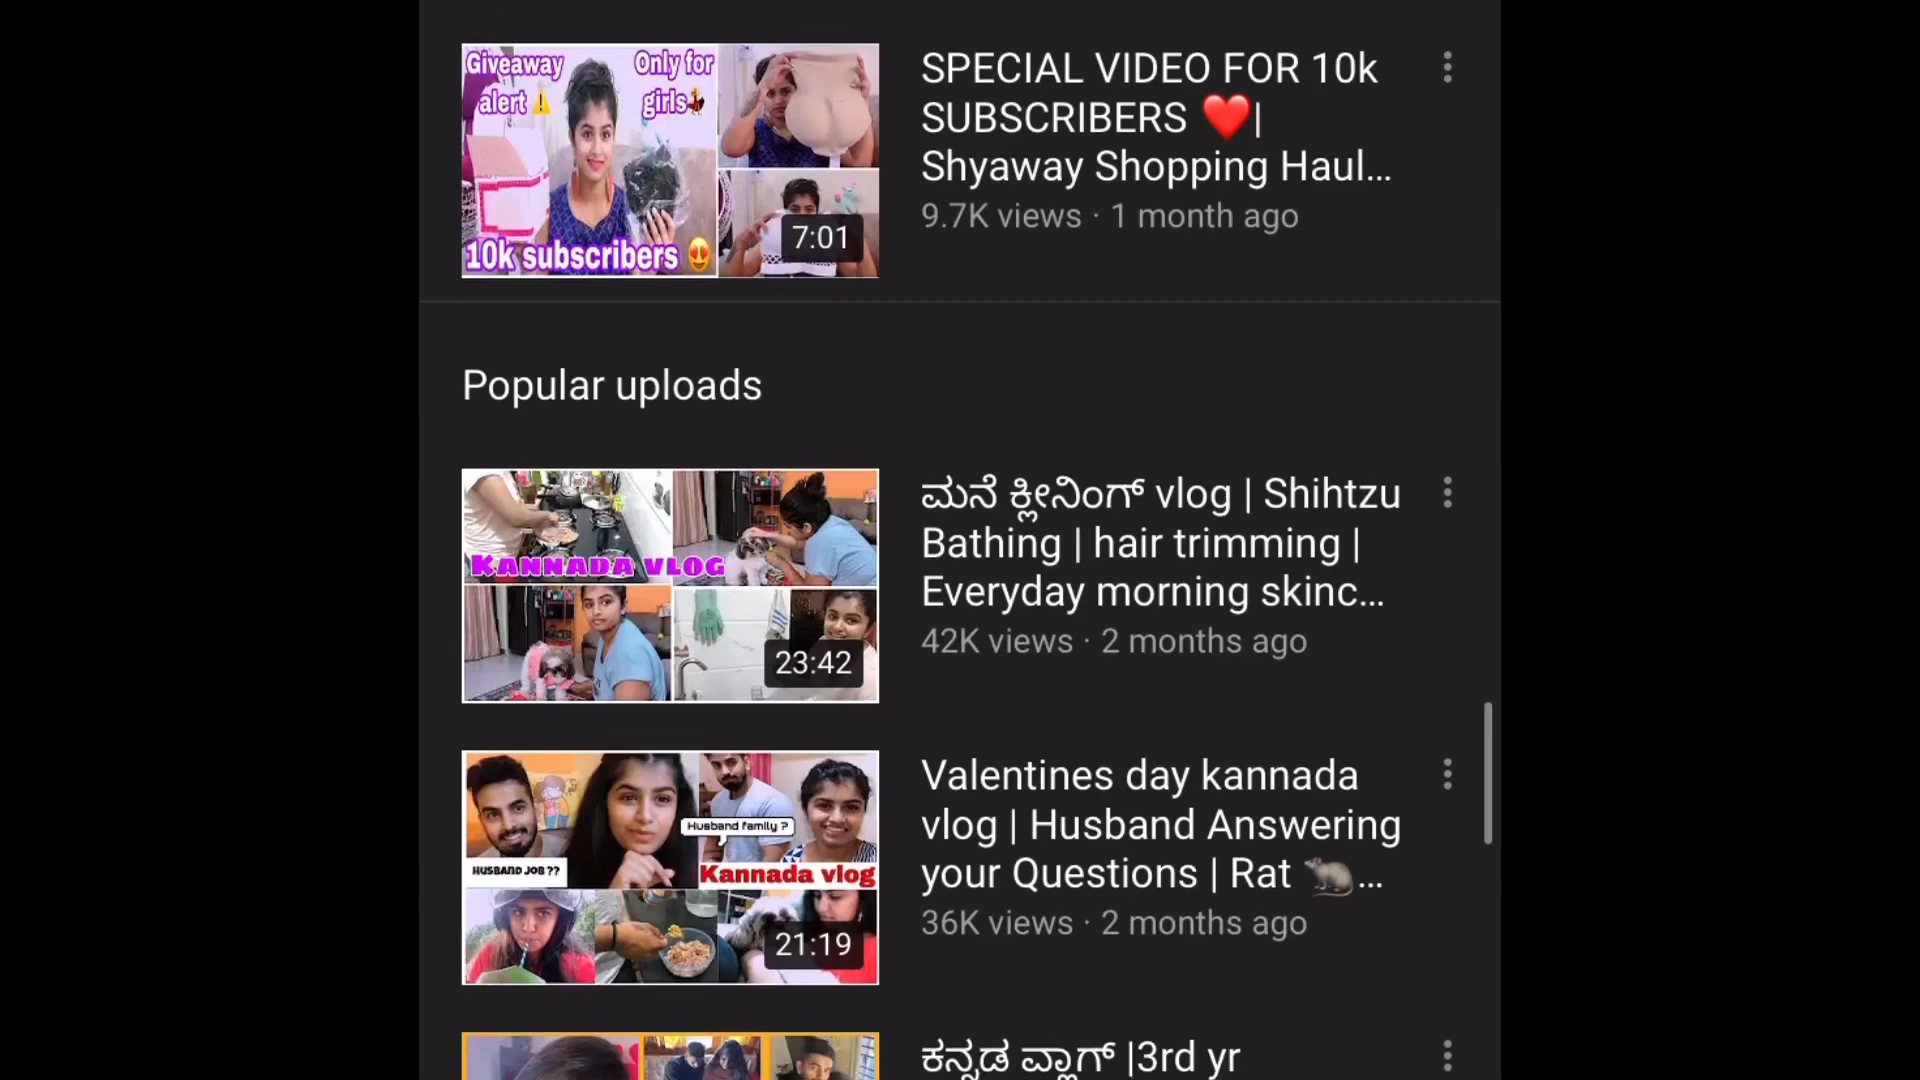 Giveaway
alert ⚠️
Only for
girls💃
10k subscribers 😍
7:01
SPECIAL VIDEO FOR 10k
SUBSCRIBERS ❤️|
Shyaway Shopping Haul...
9.7K views · 1 month ago
Popular uploads
KANNADA VLOG
23:42
ಮನೆ ಕ್ಲೀನಿಂಗ್ vlog | Shihtzu
Bathing | hair trimming |
Everyday morning skinc...
42K views · 2 months ago
Husband family ?
HUSBAND JOB ??
Kannada vlog
21:19
Valentines day kannada
vlog | Husband Answering
your Questions | Rat 🐀...
36K views · 2 months ago
ಕನ್ನಡ ವ್ಲಾಗ್ |3rd yr